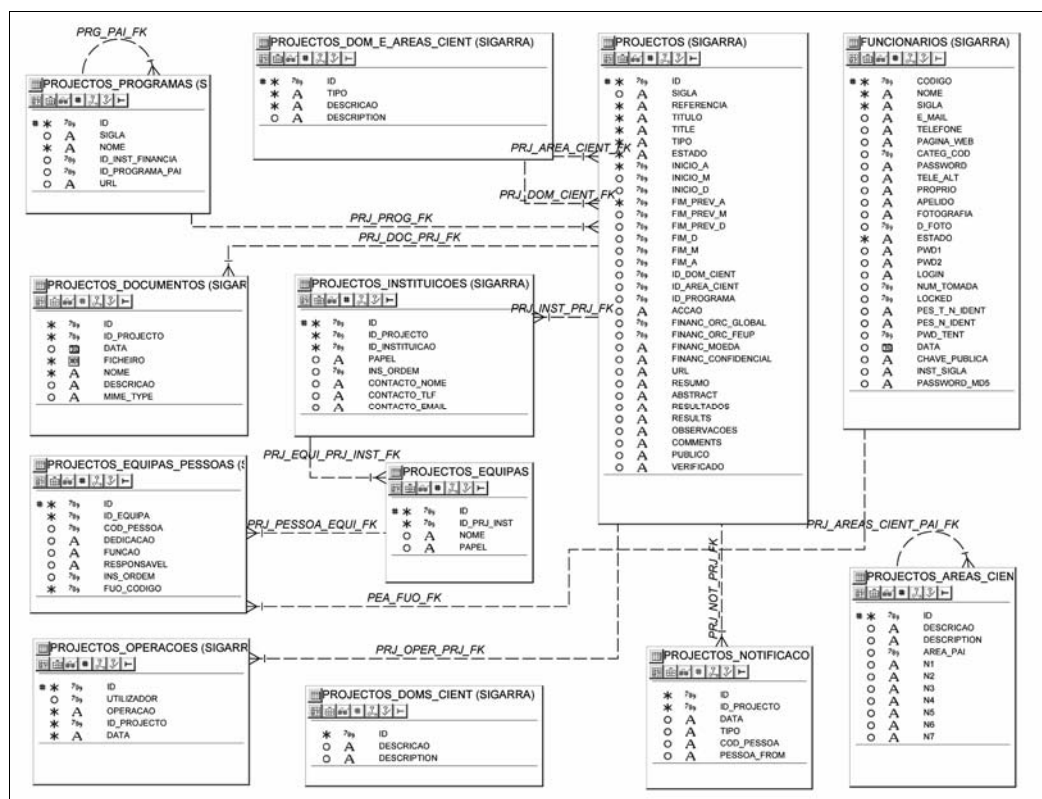 PRG_PAI_FK
PROJECTOS_PROGRAMAS (S
ID
SIGLA
NOME
ID_INST_FINANCIA
ID_PROGRAMA_PAI
URL
PROJECTOS_DOM_E_AREAS_CIENT (SIGARRA)
ID
TIPO
DESCRICAO
DESCRIPTION
PROJECTOS (SIGARRA)
ID
SIGLA
REFERENCIA
TITULO
TITLE
TIPO
ESTADO
INICIO_A
INICIO_M
INICIO_D
FIM_PREV_A
FIM_PREV_M
FIM_PREV_D
FIM_D
FIM_M
FIM_A
ID_DOM_CIENT
ID_AREA_CIENT
ID_PROGRAMA
ACCAO
FINANC_ORC_GLOBAL
FINANC_ORC_FEUP
FINANC_MOEDA
FINANC_CONFIDENCIAL
URL
RESUMO
ABSTRACT
RESULTADOS
RESULTS
OBSERVACOES
COMMENTS
PUBLICO
VERIFICADO
FUNCIONARIOS (SIGARRA)
CODIGO
NOME
SIGLA
E_MAIL
TELEFONE
PAGINA_WEB
CATEG_COD
PASSWORD
TELE_ALT
PROPRIO
APELIDO
FOTOGRAFIA
D_FOTO
ESTADO
PWD1
PWD2
LOGIN
NUM_TOMADA
LOCKED
PES_T_N_IDENT
PES_N_IDENT
PWD_TENT
DATA
CHAVE_PUBLICA
INST_SIGLA
PASSWORD_MD5
PRJ_AREA_CIENT_FK
PRJ_DOM_CIENT_FK
PRJ_PROG_FK
PRJ_DOC_PRJ_FK
PROJECTOS_DOCUMENTOS (SIGAR
ID
ID_PROJECTO
DATA
FICHEIRO
NOME
DESCRICAO
MIME_TYPE
PROJECTOS_INSTITUICOES (SIGARRA)
ID
ID_PROJECTO
ID_INSTITUICAO
PAPEL
INS_ORDEM
CONTACTO_NOME
CONTACTO_TLF
CONTACTO_EMAIL
PRJ_INST_PRJ_FK
PRJ_EQUI_PRJ_INST_FK
PROJECTOS_EQUIPAS_PESSOAS (S
ID
ID_EQUIPA
COD_PESSOA
DEDICACAO
FUNCAO
RESPONSAVEL
INS_ORDEM
FUO_CODIGO
PROJECTOS_EQUIPAS
ID
ID_PRJ_INST
NOME
PAPEL
PRJ_PESSOA_EQUI_FK
PEA_FUO_FK
PRJ_NOT_PRJ_FK
PRJ_AREAS_CIENT_PAI_FK
PROJECTOS_AREAS_CIEN
ID
DESCRICAO
DESCRIPTION
AREA_PAI
N1
N2
N3
N4
N5
N6
N7
PROJECTOS_OPERACOES (SIGARR
ID
UTILIZADOR
OPERACAO
ID_PROJECTO
DATA
PRJ_OPER_PRJ_FK
PROJECTOS_DOMS_CIENT (SIGARRA)
ID
DESCRICAO
DESCRIPTION
PROJECTOS_NOTIFICACO
ID
ID_PROJECTO
DATA
TIPO
COD_PESSOA
PESSOA_FROM